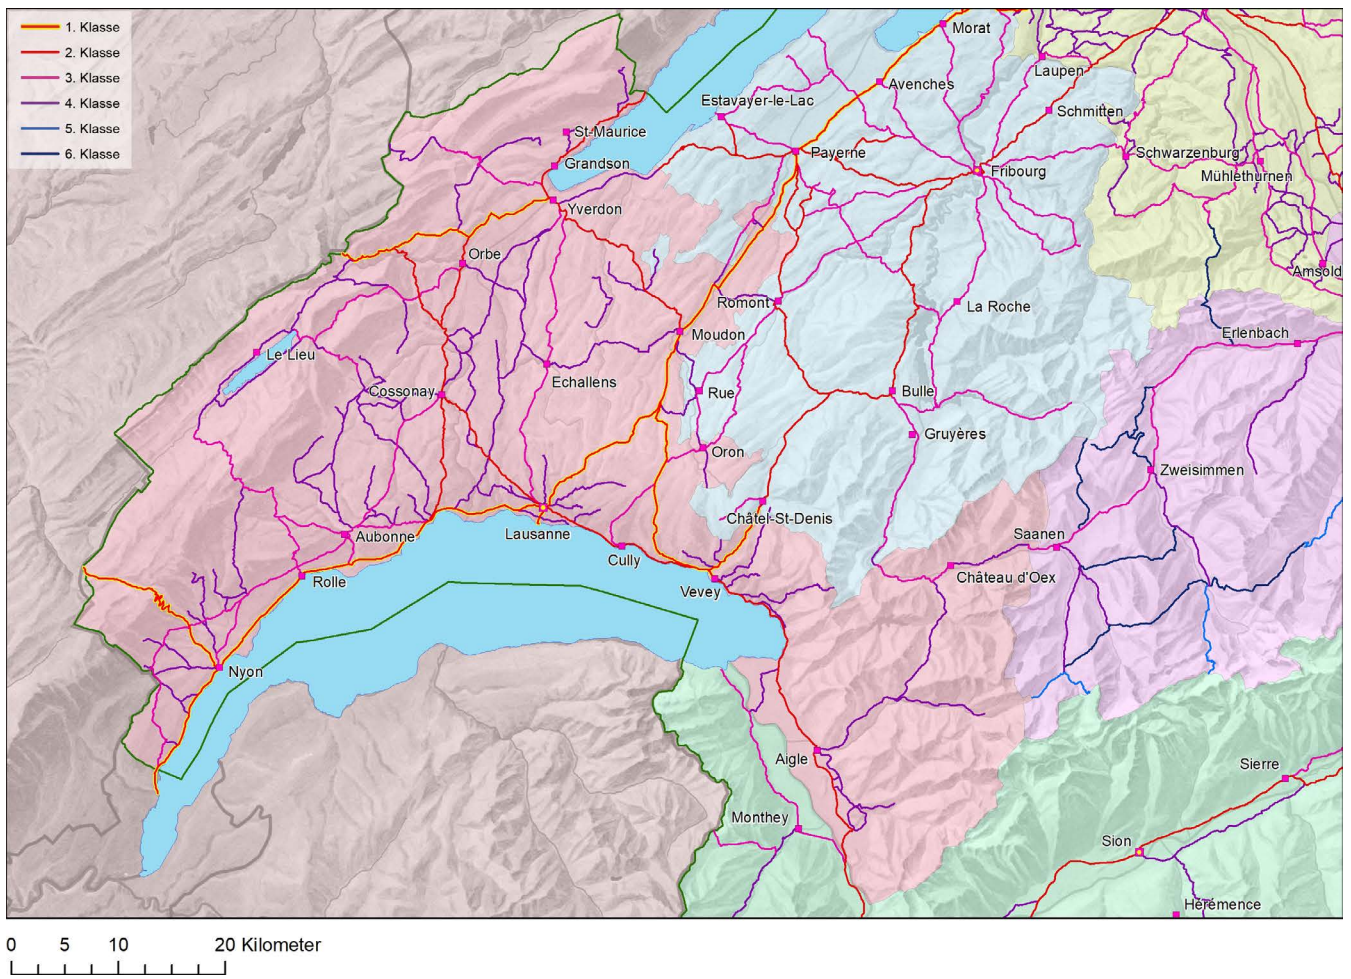 1. Klasse
2. Klasse
3. Klasse
4. Klasse
5. Klasse
6. Klasse
Morat
Laupen
Avenches
Estavayer-le-Lac
Schmitten
St-Maurice
Payerne
Schwarzenburg
Grandson
Fribourg
Mühlethurnen
Yverdon
Orbe
Amsold
Romont
La Roche
Moudon
Erlenbach
Le Lieu
Echallens
Cossonay
Rue
Bulle
Gruyères
Oron
Zweisimmen
Châtel-St-Denis
Lausanne
Aubonne
Saanen
Cully
Rolle
Château d'Oex
Vevey
Nyon
Aigle
Sierre
Monthey
Sion
Hérémence
0 5 10 20 Kilometer